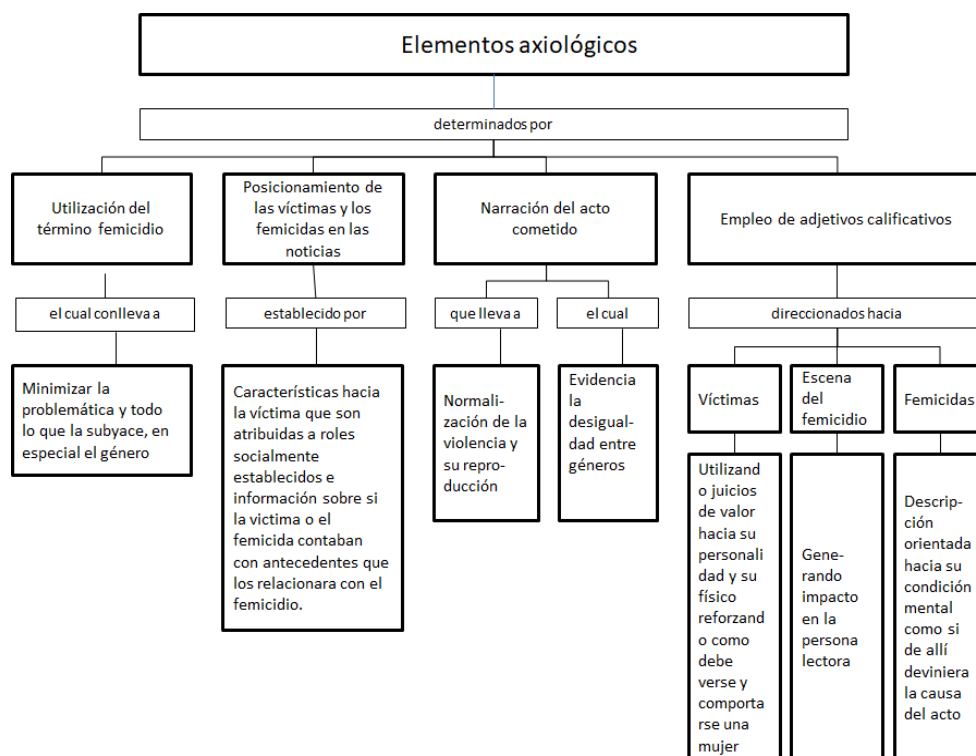 Elementos axiológicos
determinados por
Utilización del
término femicidio
Posicionamiento de
las víctimas y los
femicidas en las
noticias
Narración del acto
cometido
Empleo de adjetivos calificativos
el cual conlleva a
establecido por
que lleva a
el cual
direccionados hacia
Minimizar la
problemática y todo
lo que la subyace, en
especial el género
Características hacia
la víctima que son
atribuidas a roles
socialmente
establecidos e
información sobre si
la victima o el
femicida contaban
con antecedentes que
los relacionara con el
femicidio.
Normali-
zación de la
violencia y
su repro-
ducción
Evidencia
la
desigual-
dad entre
géneros
Víctimas
Escena
del
femicidio
Femicidas
Utilizand
o juicios
de valor
hacia su
personali
dad y su
físico
reforzand
o como
debe
verse y
comporta
rse una
mujer
Gene-
rando
impacto
en la
persona
lectora
Descrip-
ción
orientada
hacia su
condición
mental
como si
de allí
deviniera
la causa
del acto